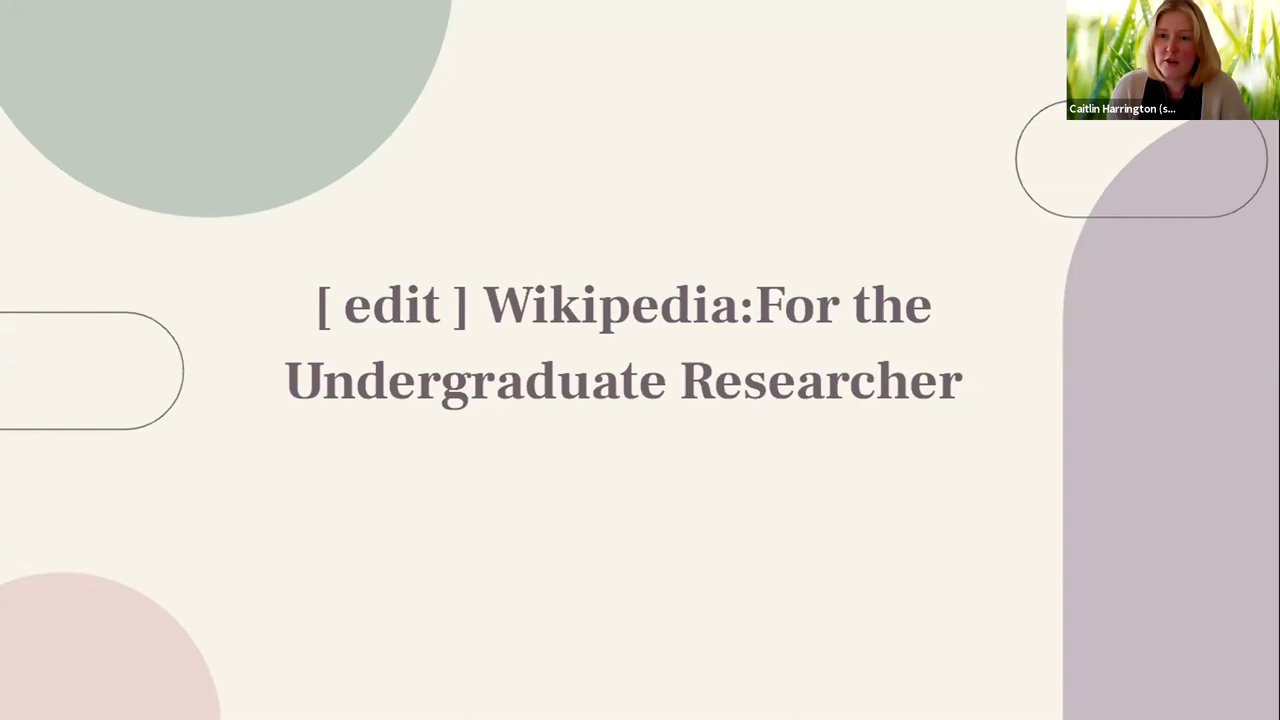 Caitlin Harrington (s...
[ edit ] Wikipedia:For the
Undergraduate Researcher